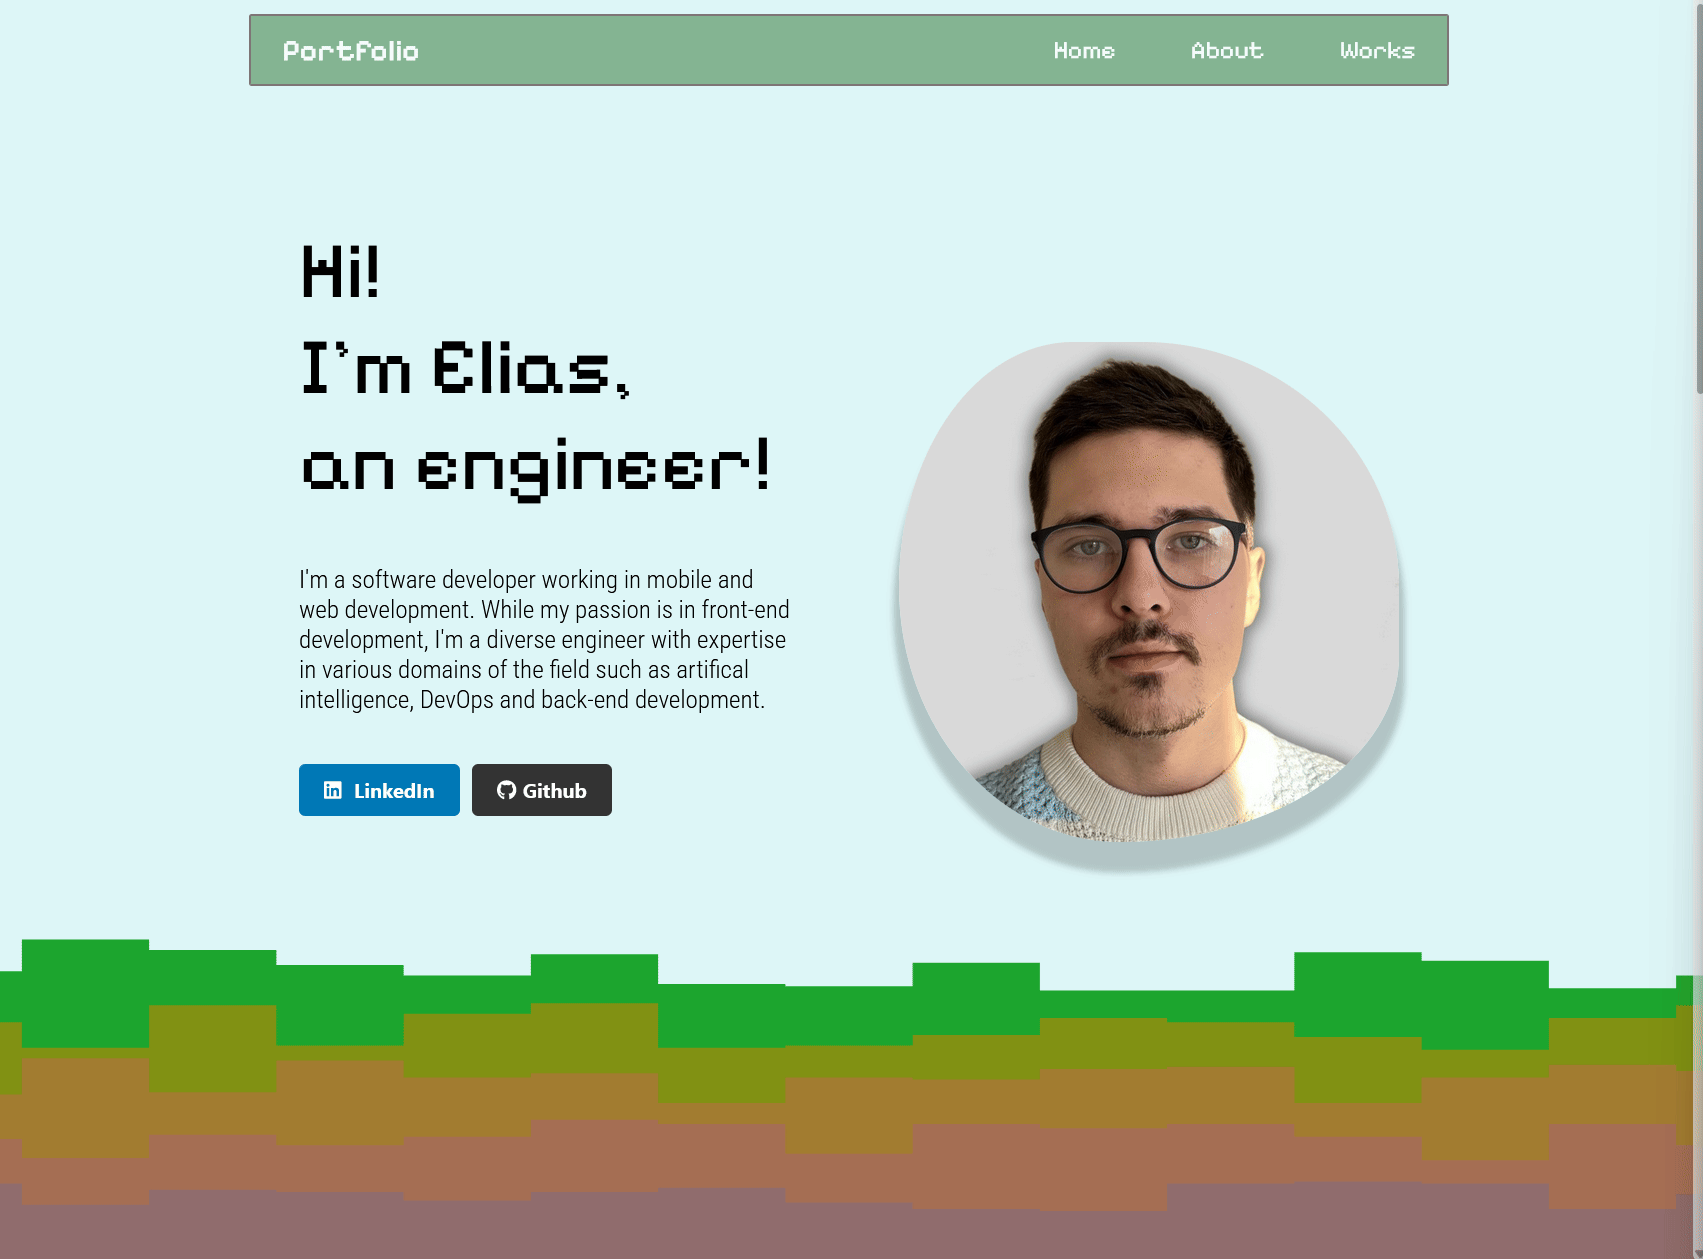 Portfolio
Home About Works
Hi!
I'm Elias,
an engineer!
I'm a software developer working in mobile and
web development. While my passion is in front-end
development, I'm a diverse engineer with expertise
in various domains of the field such as artifical
intelligence, DevOps and back-end development.
LinkedIn Github